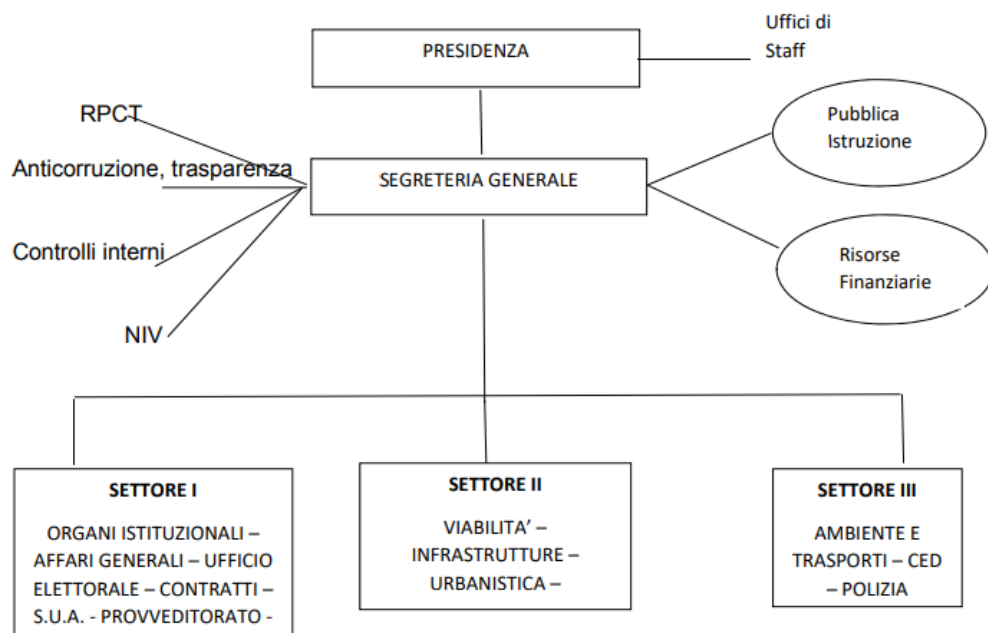 Uffici di
Staff
PRESIDENZA
RPCT
Pubblica
Istruzione
Anticorruzione, trasparenza
SEGRETERIA GENERALE
Controlli interni
Risorse
Finanziarie
NIV
SETTORE I
ORGANI ISTITUZIONALI –
AFFARI GENERALI – UFFICIO
ELETTORALE – CONTRATTI –
S.U.A. - PROVVEDITORATO -
SETTORE II
VIABILITA’ –
INFRASTRUTTURE –
URBANISTICA –
SETTORE III
AMBIENTE E
TRASPORTI – CED
– POLIZIA